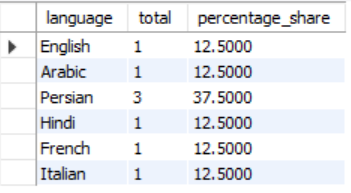 language total percentage_share
English 1 12.5000
Arabic 1 12.5000
Persian 3 37.5000
Hindi 1 12.5000
French 1 12.5000
Italian 1 12.5000